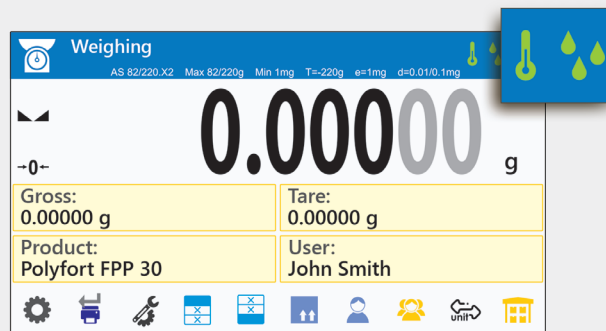 Weighing
AS 82/220.X2 Max 82/220g Min 1mg T=-220g e=1mg d=0.01/0.1mg
0.00000 g
→0←
Gross: Tare:
0.00000 g 0.00000 g
Product: User:
Polyfort FPP 30 John Smith
unit